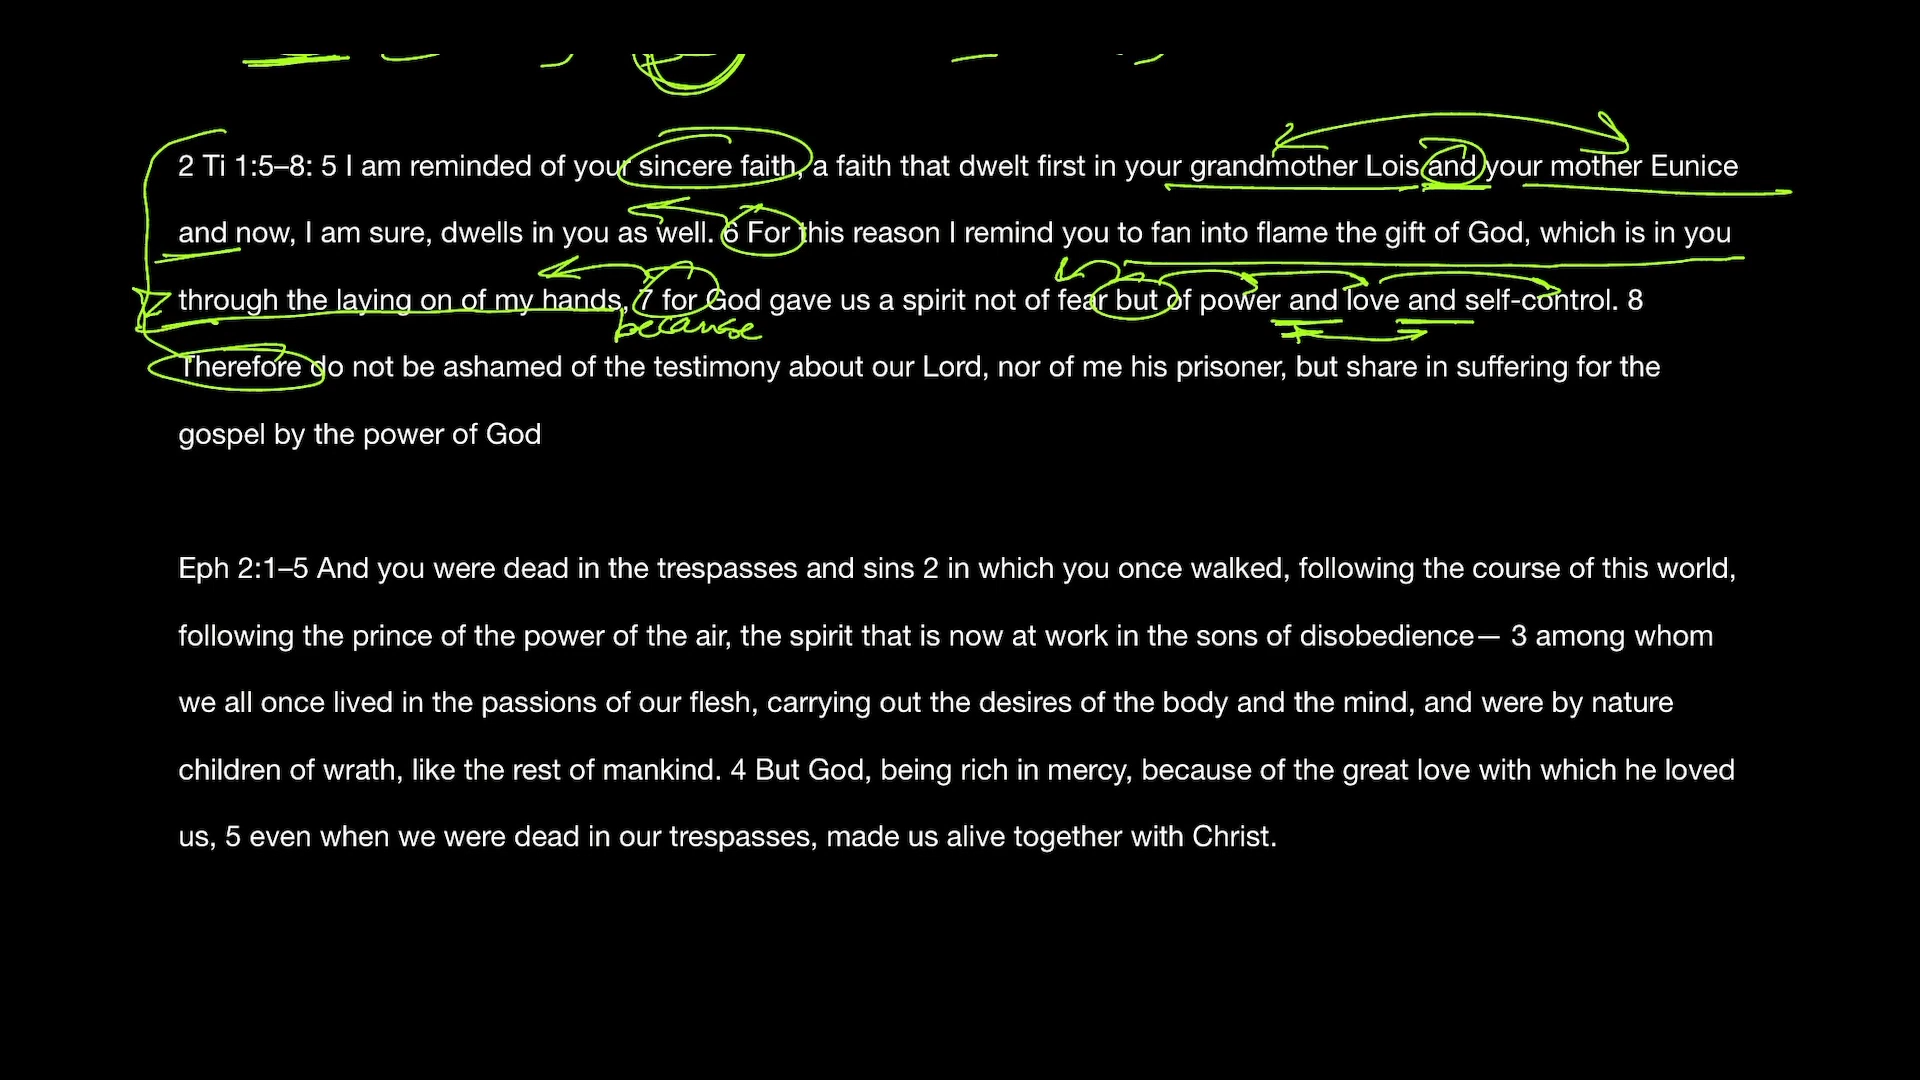 2 Ti 1:5–8: 5 I am reminded of your sincere faith, a faith that dwelt first in your grandmother Lois and your mother Eunice
and now, I am sure, dwells in you as well. 6 For this reason I remind you to fan into flame the gift of God, which is in you
through the laying on of my hands, 7 for God gave us a spirit not of fear but of power and love and self-control. 8
because
Therefore do not be ashamed of the testimony about our Lord, nor of me his prisoner, but share in suffering for the
gospel by the power of God
Eph 2:1–5 And you were dead in the trespasses and sins 2 in which you once walked, following the course of this world,
following the prince of the power of the air, the spirit that is now at work in the sons of disobedience— 3 among whom
we all once lived in the passions of our flesh, carrying out the desires of the body and the mind, and were by nature
children of wrath, like the rest of mankind. 4 But God, being rich in mercy, because of the great love with which he loved
us, 5 even when we were dead in our trespasses, made us alive together with Christ.